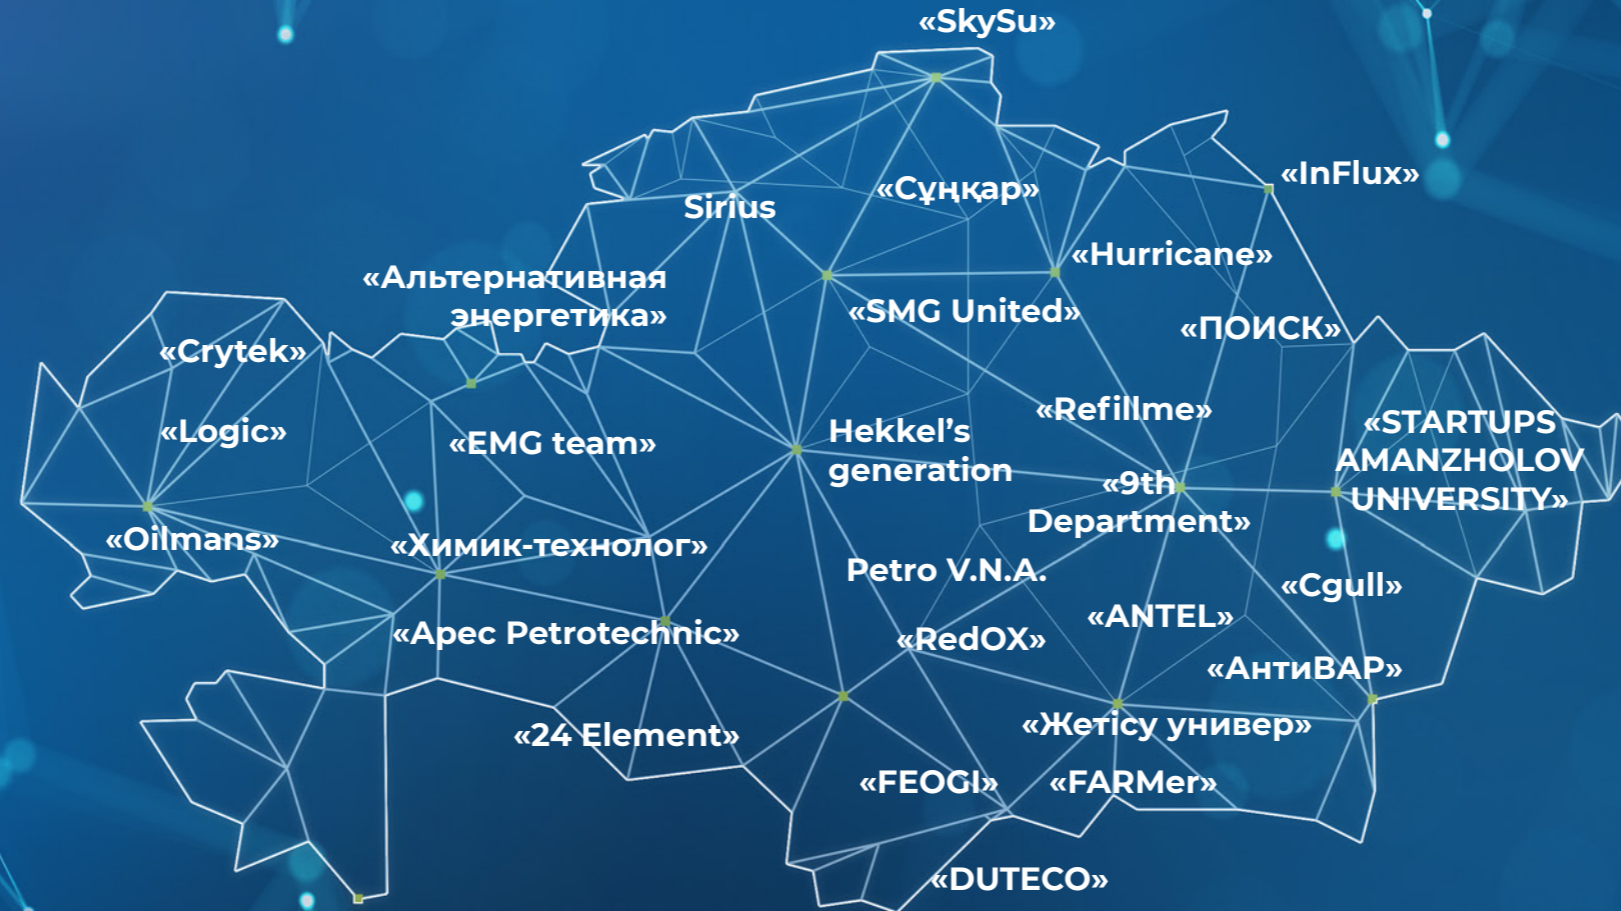 «SkySu»
«InFlux»
«Сұңқар»
Sirius
«Hurricane»
«Альтернативная
энергетика»
«SMG United»
«ПОИСК»
«Crytek»
«Refillme»
«STARTUPS
AMANZHOLOV
UNIVERSITY»
«Logic»
«EMG team»
Hekkel’s
generation
«9th
Department»
«Oilmans»
«Химик-технолог»
Petro V.N.A.
«Cgull»
«ANTEL»
«Apec Petrotechnic»
«RedOX»
«АнтиВАР»
«24 Element»
«Жетісу универ»
«FEOGI»
«FARMer»
«DUTECO»